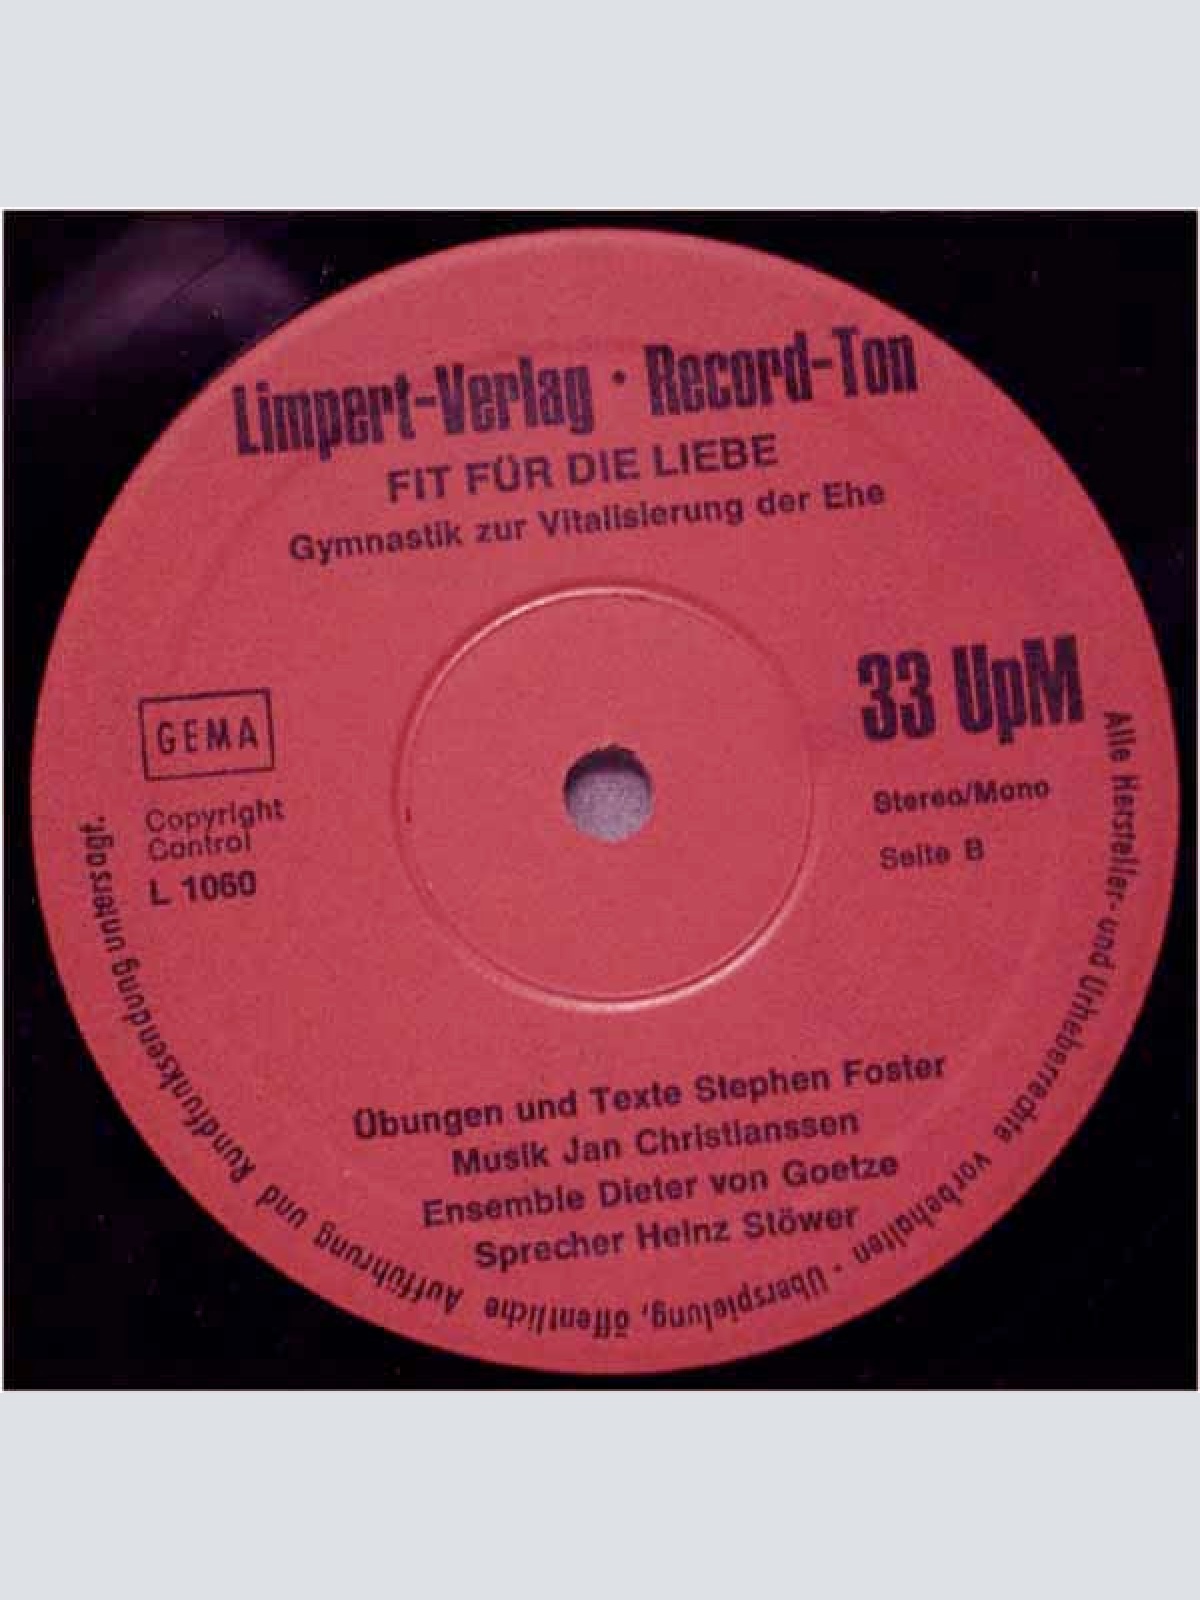 Limpert-Verlag · Record-Ton
FIT FÜR DIE LIEBE
Gymnastik zur Vitalisierung der Ehe
33 UpM
Stereo/Mono
Seite B
GEMA
Copyright
Control
L 1060
Übungen und Texte Stephen Foster
Musik Jan Christianssen
Ensemble Dieter von Goetze
Sprecher Heinz Stöwer
Alle Hersteller- und Urheberrechte vorbehalten · Überspielung, öffentliche Aufführung und Rundfunksendung untersagt.